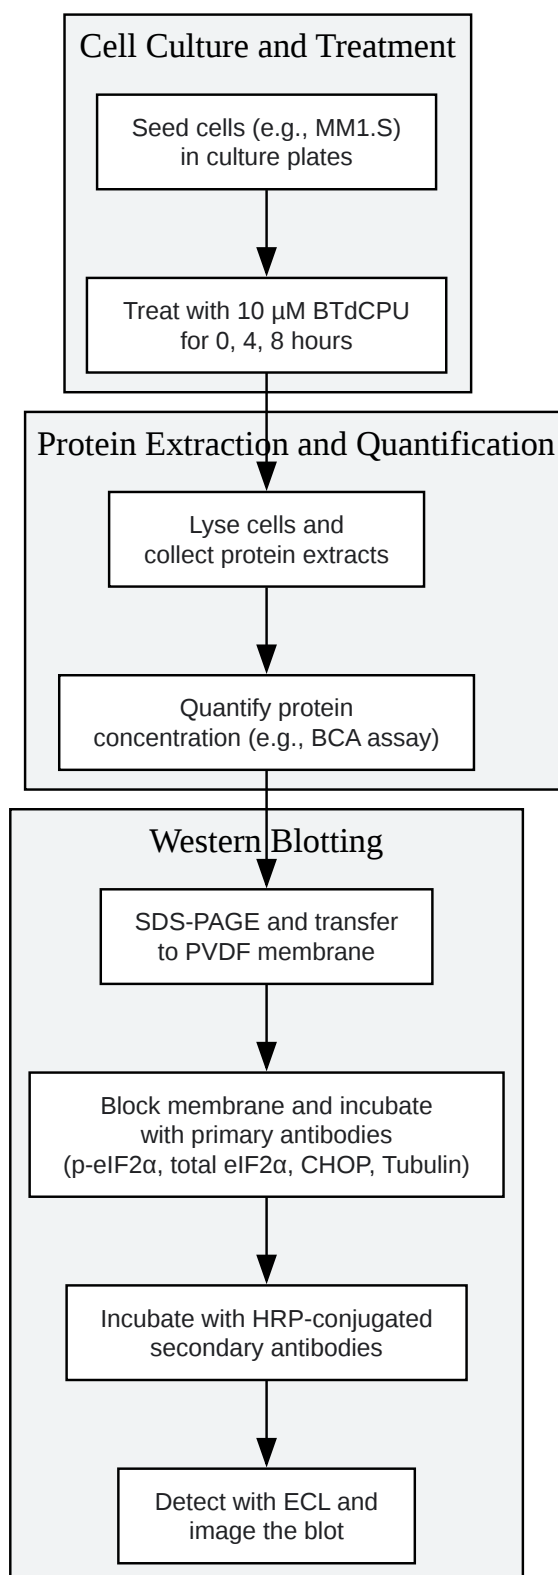 Cell Culture and Treatment
Seed cells (e.g., MM1.S)
in culture plates
Treat with 10 µM BTdCPU
for 0, 4, 8 hours
Protein Extraction and Quantification
Lyse cells and
collect protein extracts
Quantify protein
concentration (e.g., BCA assay)
Western Blotting
SDS-PAGE and transfer
to PVDF membrane
Block membrane and incubate
with primary antibodies
(p-eIF2α, total eIF2α, CHOP, Tubulin)
Incubate with HRP-conjugated
secondary antibodies
Detect with ECL and
image the blot